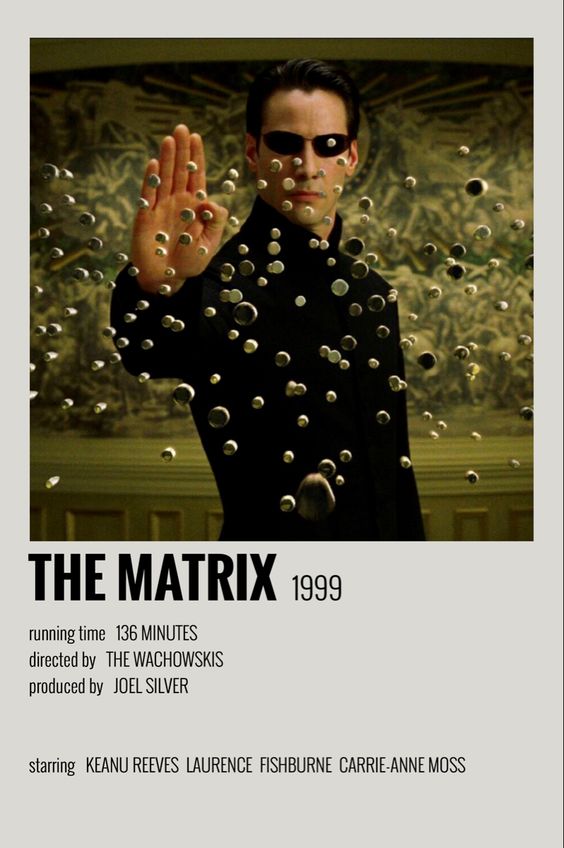 THE MATRIX 1999
running time 136 MINUTES
directed by THE WACHOWSKIS
produced by JOEL SILVER
starring KEANU REEVES LAURENCE FISHBURNE CARRIE-ANNE MOSS